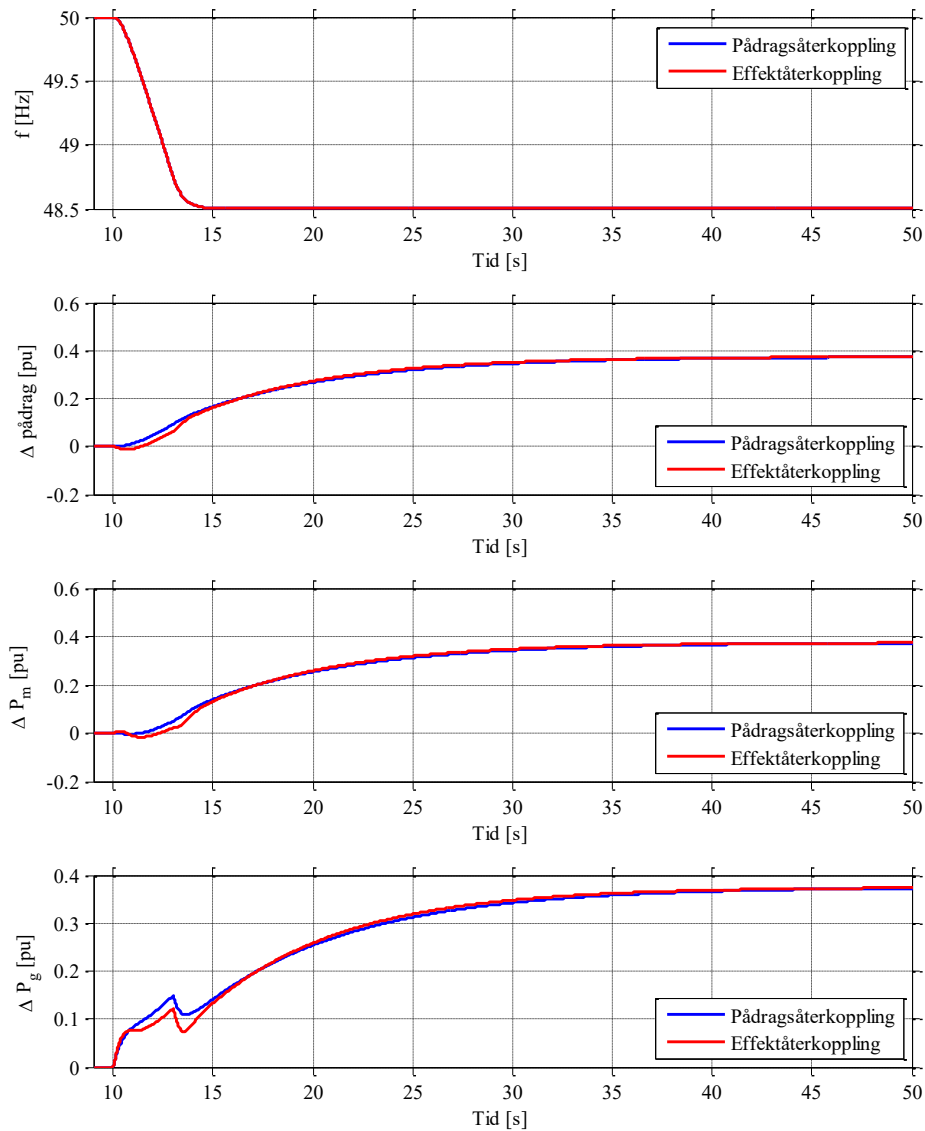 50
49.5
49
48.5
f [Hz]
Pådragsåterkoppling
Effektåterkoppling
10 15 20 25 30 35 40 45 50
Tid [s]
0.6
0.4
0.2
0
-0.2
Δ pådrag [pu]
Pådragsåterkoppling
Effektåterkoppling
10 15 20 25 30 35 40 45 50
Tid [s]
0.6
0.4
0.2
0
-0.2
Δ P_m [pu]
Pådragsåterkoppling
Effektåterkoppling
10 15 20 25 30 35 40 45 50
Tid [s]
0.4
0.3
0.2
0.1
0
Δ P_g [pu]
Pådragsåterkoppling
Effektåterkoppling
10 15 20 25 30 35 40 45 50
Tid [s]